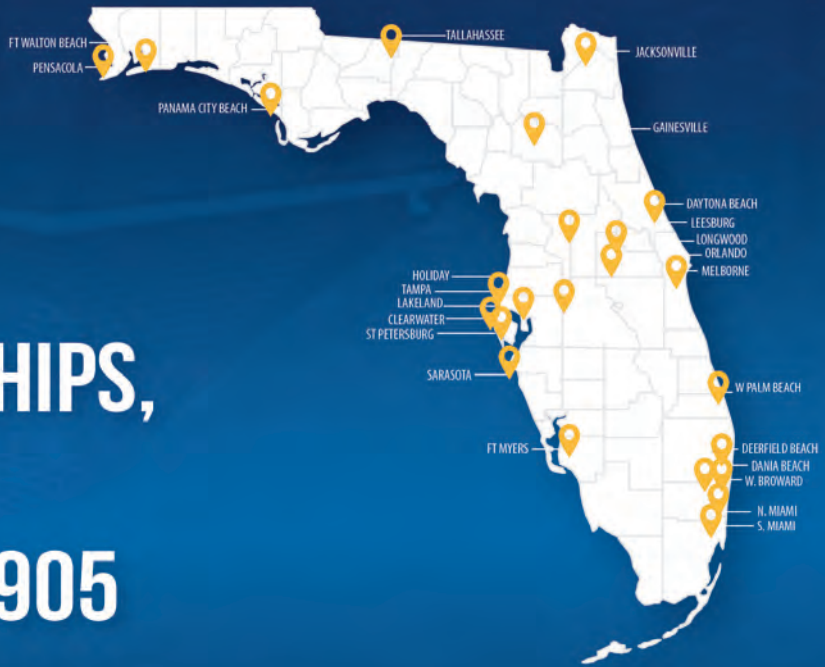 FT WALTON BEACH
PENSACOLA
PANAMA CITY BEACH
TALLAHASSEE
JACKSONVILLE
GAINESVILLE
DAYTONA BEACH
LEESBURG
LONGWOOD
ORLANDO
MELBORNE
HOLIDAY
TAMPA
LAKELAND
CLEARWATER
ST PETERSBURG
SARASOTA
FT MYERS
W PALM BEACH
DEERFIELD BEACH
DANIA BEACH
W. BROWARD
N. MIAMI
S. MIAMI
HIPS,
905